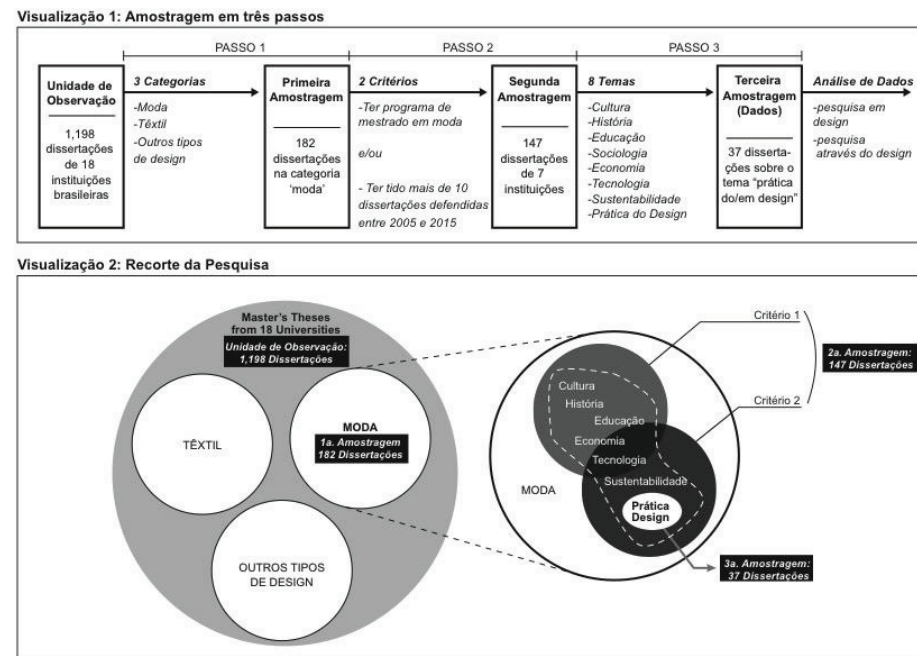 Visualização 1: Amostragem em três passos
PASSO 1
PASSO 2
PASSO 3
Unidade de
Observação
1,198
dissertações
de 18
instituições
brasileiras
3 Categorias
-Moda
-Têxtil
-Outros tipos
de design
Primeira
Amostragem
182
dissertações
na categoria
‘moda’
2 Critérios
-Ter programa de
mestrado em moda
e/ou
- Ter tido mais de 10
dissertações defendidas
entre 2005 e 2015
Segunda
Amostragem
147
dissertações
de 7
instituições
8 Temas
-Cultura
-História
-Educação
-Sociologia
-Economia
-Tecnologia
-Sustentabilidade
-Prática do Design
Terceira
Amostragem
(Dados)
37 disserta-
ções sobre o
tema “prática
do/em design”
Análise de Dados
-pesquisa em
design
-pesquisa
através do design
Visualização 2: Recorte da Pesquisa
Master’s Theses
from 18 Universities
Unidade de Observação:
1,198 Dissertações
TÊXTIL
MODA
1a. Amostragem
182 Dissertações
OUTROS TIPOS
DE DESIGN
MODA
Cultura
História
Educação
Economia
Tecnologia
Sustentabilidade
Prática
Design
Critério 1
Critério 2
2a. Amostragem:
147 Dissertações
3a. Amostragem:
37 Dissertações